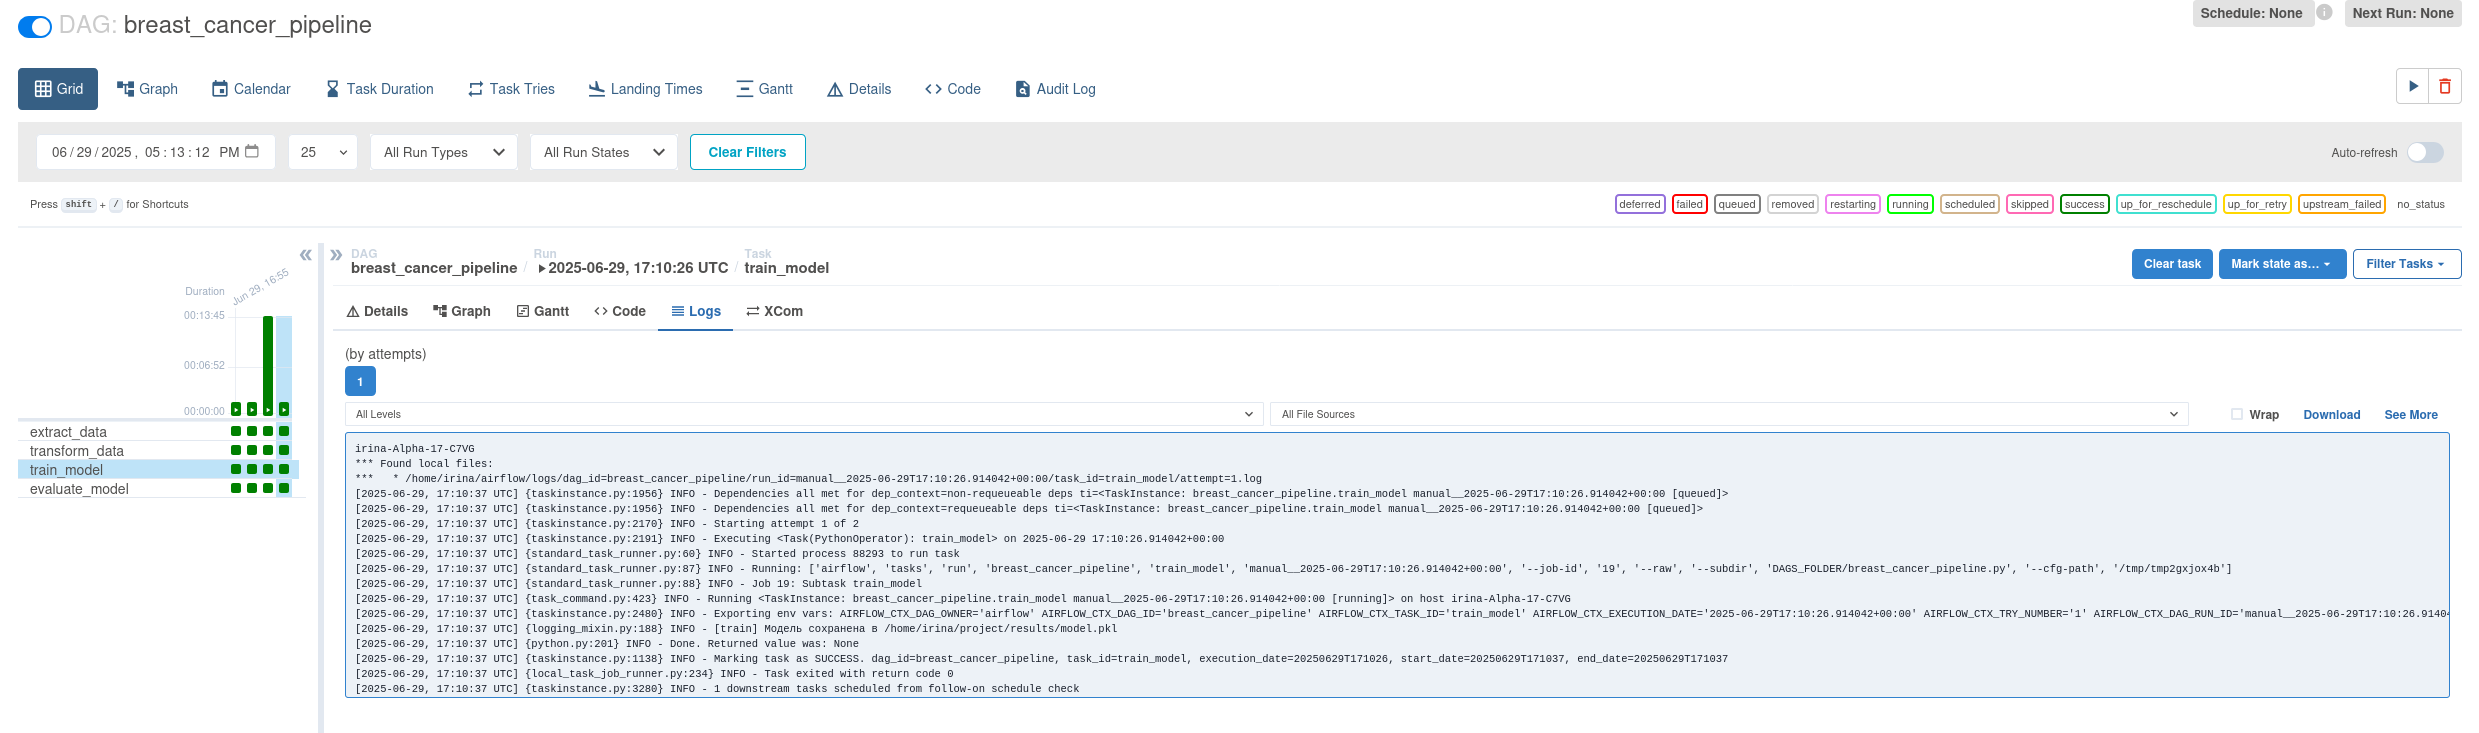 DAG: breast_cancer_pipeline
Schedule: None
Next Run: None
Grid Graph Calendar Task Duration Task Tries Landing Times Gantt Details Code Audit Log
06 / 29 / 2025 , 05 : 13 : 12 PM
25
All Run Types
All Run States
Clear Filters
Auto-refresh
Press shift + / for Shortcuts
deferred failed queued removed restarting running scheduled skipped success up_for_reschedule up_for_retry upstream_failed no_status
Duration
Jun 29, 16:55
00:13:45
00:06:52
00:00:00
extract_data
transform_data
train_model
evaluate_model
DAG
breast_cancer_pipeline
/
Run
2025-06-29, 17:10:26 UTC
/
Task
train_model
Clear task
Mark state as...
Filter Tasks
Details Graph Gantt Code Logs XCom
(by attempts)
1
All Levels
All File Sources
Wrap
Download
See More
irina-Alpha-17-C7VG
*** Found local files:
***   * /home/irina/airflow/logs/dag_id=breast_cancer_pipeline/run_id=manual__2025-06-29T17:10:26.914042+00:00/task_id=train_model/attempt=1.log
[2025-06-29, 17:10:37 UTC] {taskinstance.py:1956} INFO - Dependencies all met for dep_context=non-requeueable deps ti=<TaskInstance: breast_cancer_pipeline.train_model manual__2025-06-29T17:10:26.914042+00:00 [queued]>
[2025-06-29, 17:10:37 UTC] {taskinstance.py:1956} INFO - Dependencies all met for dep_context=requeueable deps ti=<TaskInstance: breast_cancer_pipeline.train_model manual__2025-06-29T17:10:26.914042+00:00 [queued]>
[2025-06-29, 17:10:37 UTC] {taskinstance.py:2170} INFO - Starting attempt 1 of 2
[2025-06-29, 17:10:37 UTC] {taskinstance.py:2191} INFO - Executing <Task(PythonOperator): train_model> on 2025-06-29 17:10:26.914042+00:00
[2025-06-29, 17:10:37 UTC] {standard_task_runner.py:60} INFO - Started process 88293 to run task
[2025-06-29, 17:10:37 UTC] {standard_task_runner.py:87} INFO - Running: ['airflow', 'tasks', 'run', 'breast_cancer_pipeline', 'train_model', 'manual__2025-06-29T17:10:26.914042+00:00', '--job-id', '19', '--raw', '--subdir', 'DAGS_FOLDER/breast_cancer_pipeline.py', '--cfg-path', '/tmp/tmp2gxjox4b']
[2025-06-29, 17:10:37 UTC] {standard_task_runner.py:88} INFO - Job 19: Subtask train_model
[2025-06-29, 17:10:37 UTC] {task_command.py:423} INFO - Running <TaskInstance: breast_cancer_pipeline.train_model manual__2025-06-29T17:10:26.914042+00:00 [running]> on host irina-Alpha-17-C7VG
[2025-06-29, 17:10:37 UTC] {taskinstance.py:2480} INFO - Exporting env vars: AIRFLOW_CTX_DAG_OWNER='airflow' AIRFLOW_CTX_DAG_ID='breast_cancer_pipeline' AIRFLOW_CTX_TASK_ID='train_model' AIRFLOW_CTX_EXECUTION_DATE='2025-06-29T17:10:26.914042+00:00' AIRFLOW_CTX_TRY_NUMBER='1' AIRFLOW_CTX_DAG_RUN_ID='manual__2025-06-29T17:10:26.9140
[2025-06-29, 17:10:37 UTC] {logging_mixin.py:188} INFO - [train] Модель сохранена в /home/irina/project/results/model.pkl
[2025-06-29, 17:10:37 UTC] {python.py:201} INFO - Done. Returned value was: None
[2025-06-29, 17:10:37 UTC] {taskinstance.py:1138} INFO - Marking task as SUCCESS. dag_id=breast_cancer_pipeline, task_id=train_model, execution_date=20250629T171026, start_date=20250629T171037, end_date=20250629T171037
[2025-06-29, 17:10:37 UTC] {local_task_job_runner.py:234} INFO - Task exited with return code 0
[2025-06-29, 17:10:37 UTC] {taskinstance.py:3280} INFO - 1 downstream tasks scheduled from follow-on schedule check